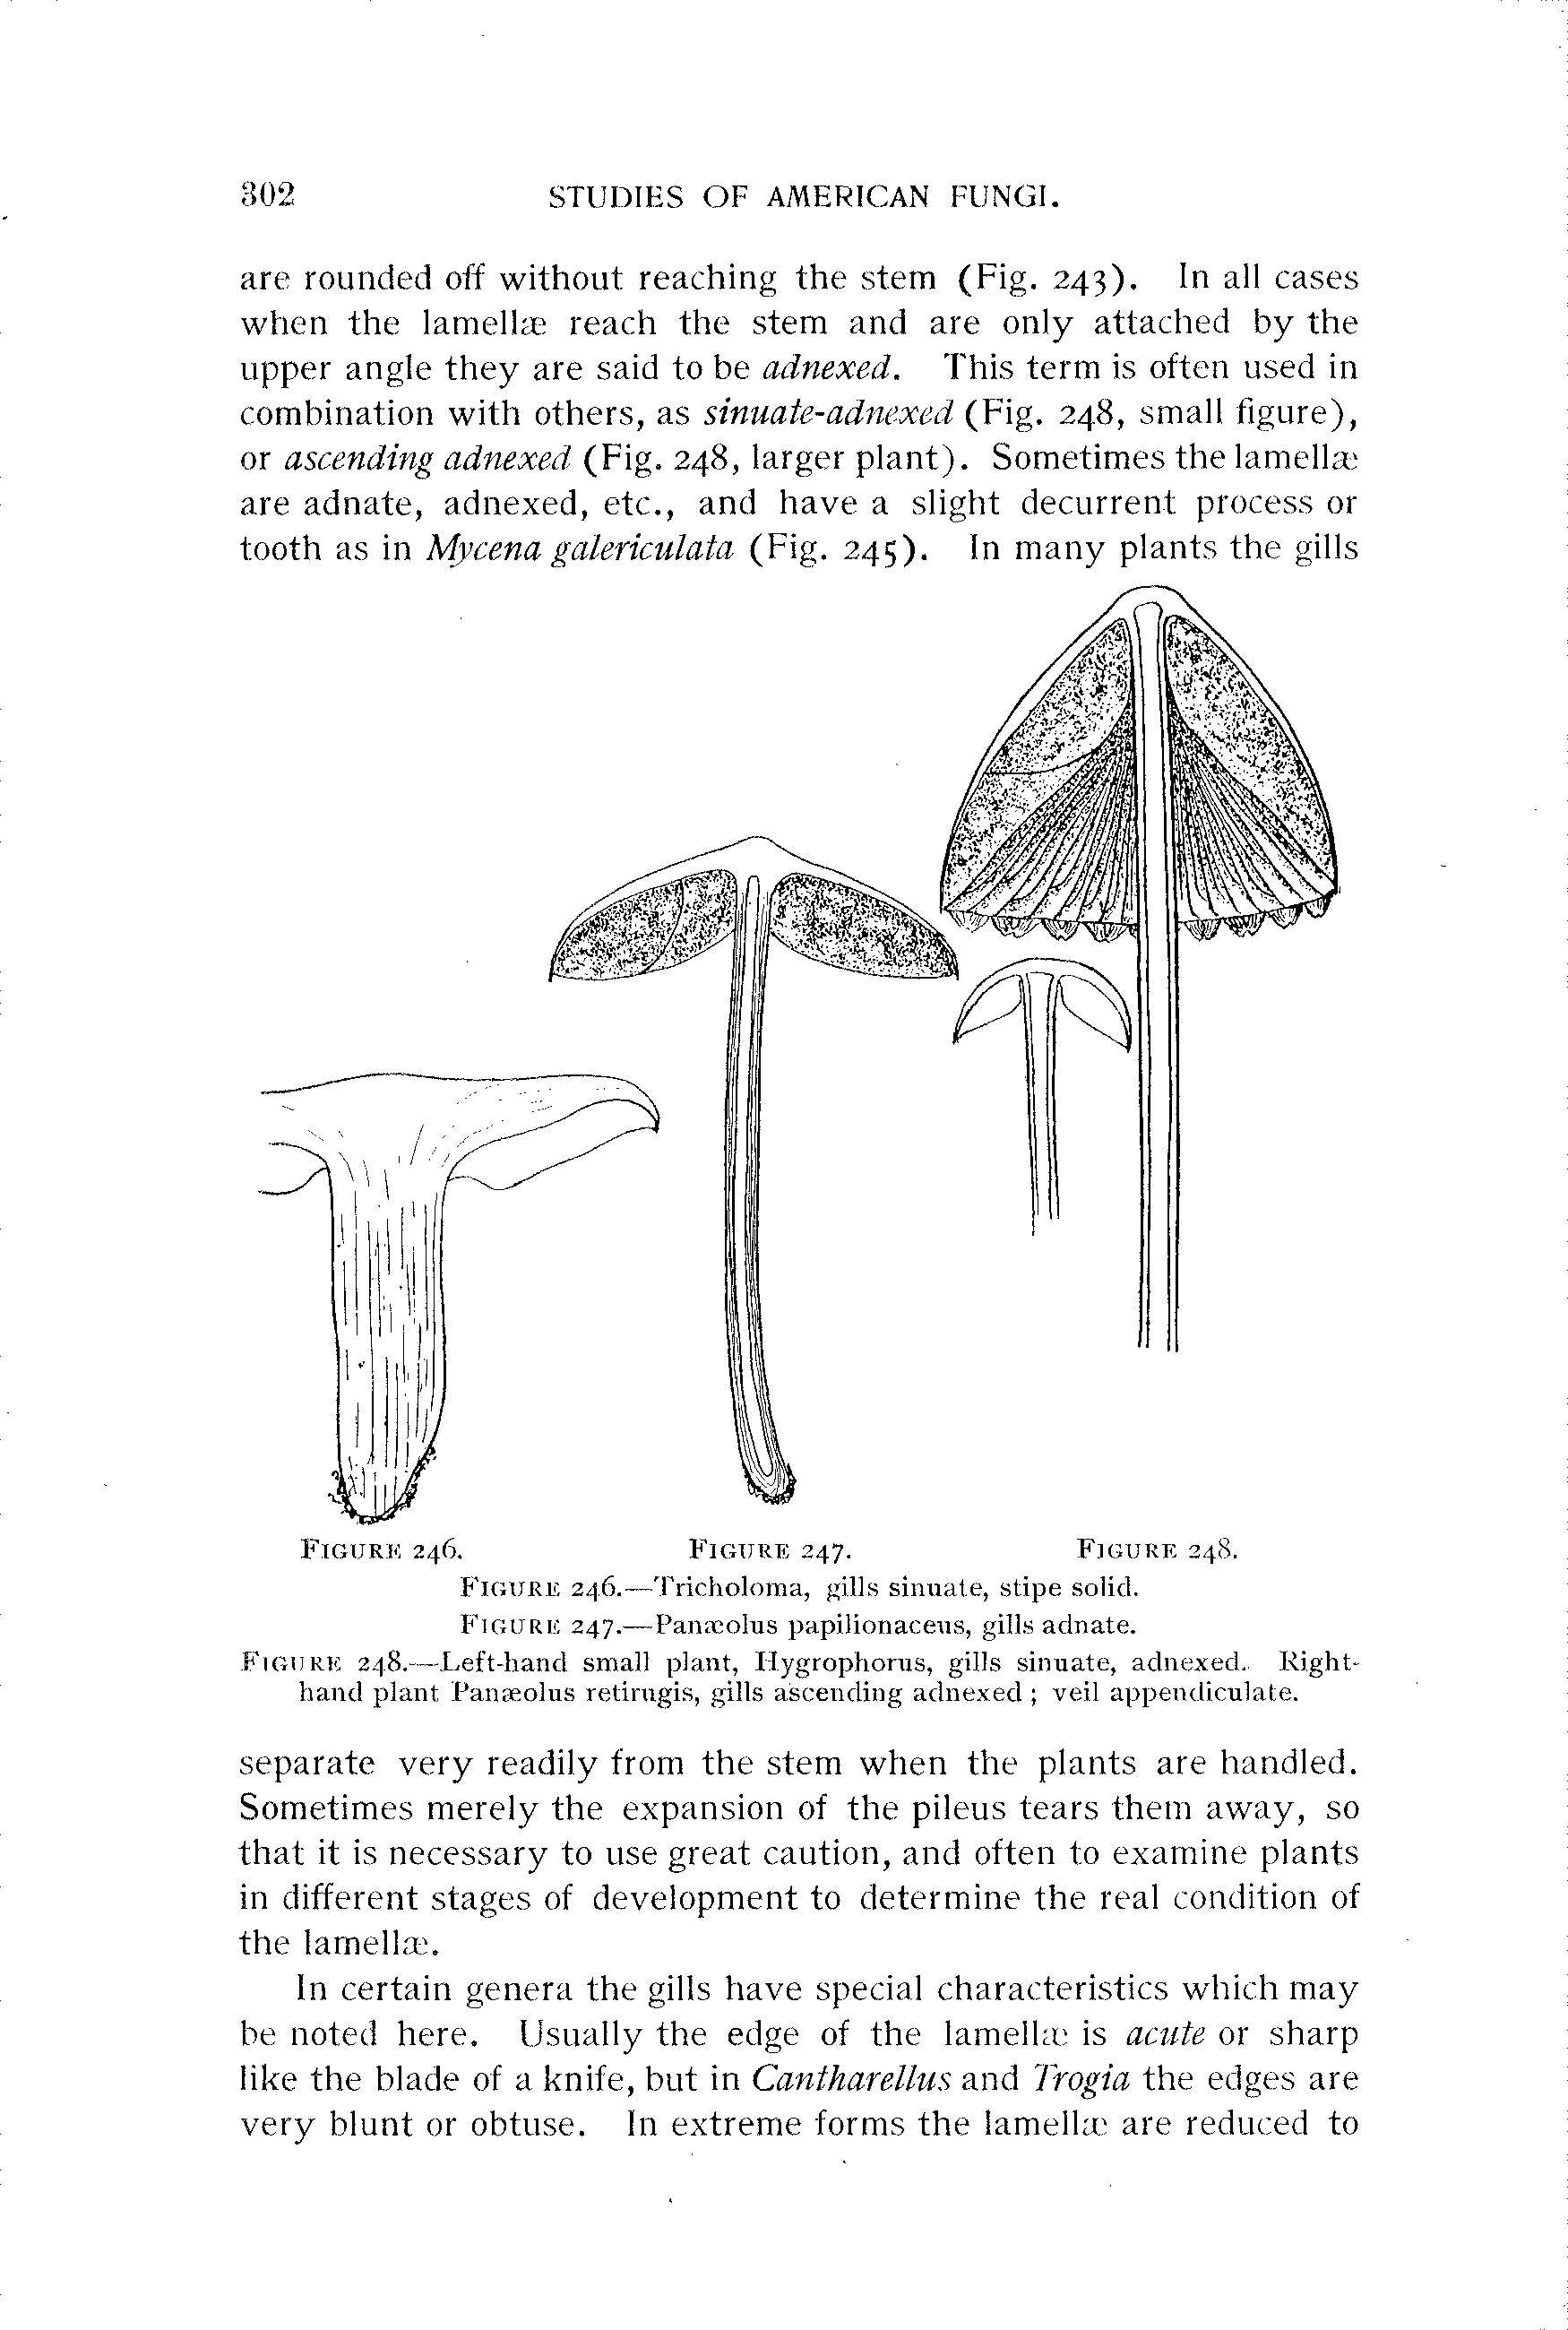 302 STUDIES OF AMERICAN FUNGI.
are rounded off without reaching the stem (Fig. 243). In all cases
when the lamellæ reach the stem and are only attached by the
upper angle they are said to be adnexed. This term is often used in
combination with others, as sinuate-adnexed (Fig. 248, small figure),
or ascending adnexed (Fig. 248, larger plant). Sometimes the lamellæ
are adnate, adnexed, etc., and have a slight decurrent process or
tooth as in Mycena galericulata (Fig. 245). In many plants the gills
FIGURE 246. FIGURE 247. FIGURE 248.
FIGURE 246.—Tricholoma, gills sinuate, stipe solid.
FIGURE 247.—Panæolus papilionaceus, gills adnate.
FIGURE 248.—Left-hand small plant, Hygrophorus, gills sinuate, adnexed. Right-
hand plant Panæolus retirugis, gills ascending adnexed; veil appendiculate.
separate very readily from the stem when the plants are handled.
Sometimes merely the expansion of the pileus tears them away, so
that it is necessary to use great caution, and often to examine plants
in different stages of development to determine the real condition of
the lamellæ.
In certain genera the gills have special characteristics which may
be noted here. Usually the edge of the lamellæ is acute or sharp
like the blade of a knife, but in Cantharellus and Trogia the edges are
very blunt or obtuse. In extreme forms the lamellæ are reduced to